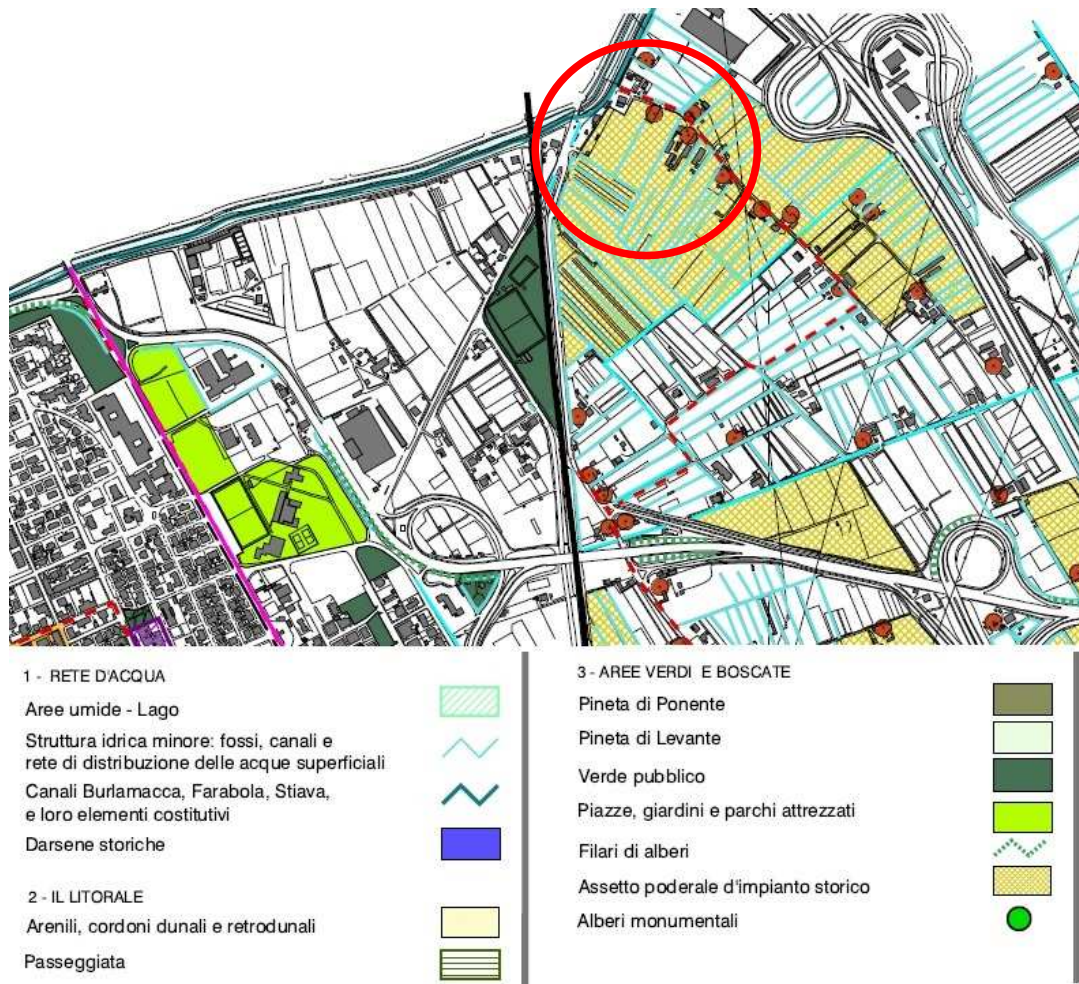 1 - RETE D'ACQUA
Aree umide - Lago
Struttura idrica minore: fossi, canali e
rete di distribuzione delle acque superficiali
Canali Burlamacca, Farabola, Stiava,
e loro elementi costitutivi
Darsene storiche
2 - IL LITORALE
Arenili, cordoni dunali e retrodunali
Passeggiata
3 - AREE VERDI E BOSCATE
Pineta di Ponente
Pineta di Levante
Verde pubblico
Piazze, giardini e parchi attrezzati
Filari di alberi
Assetto poderale d'impianto storico
Alberi monumentali